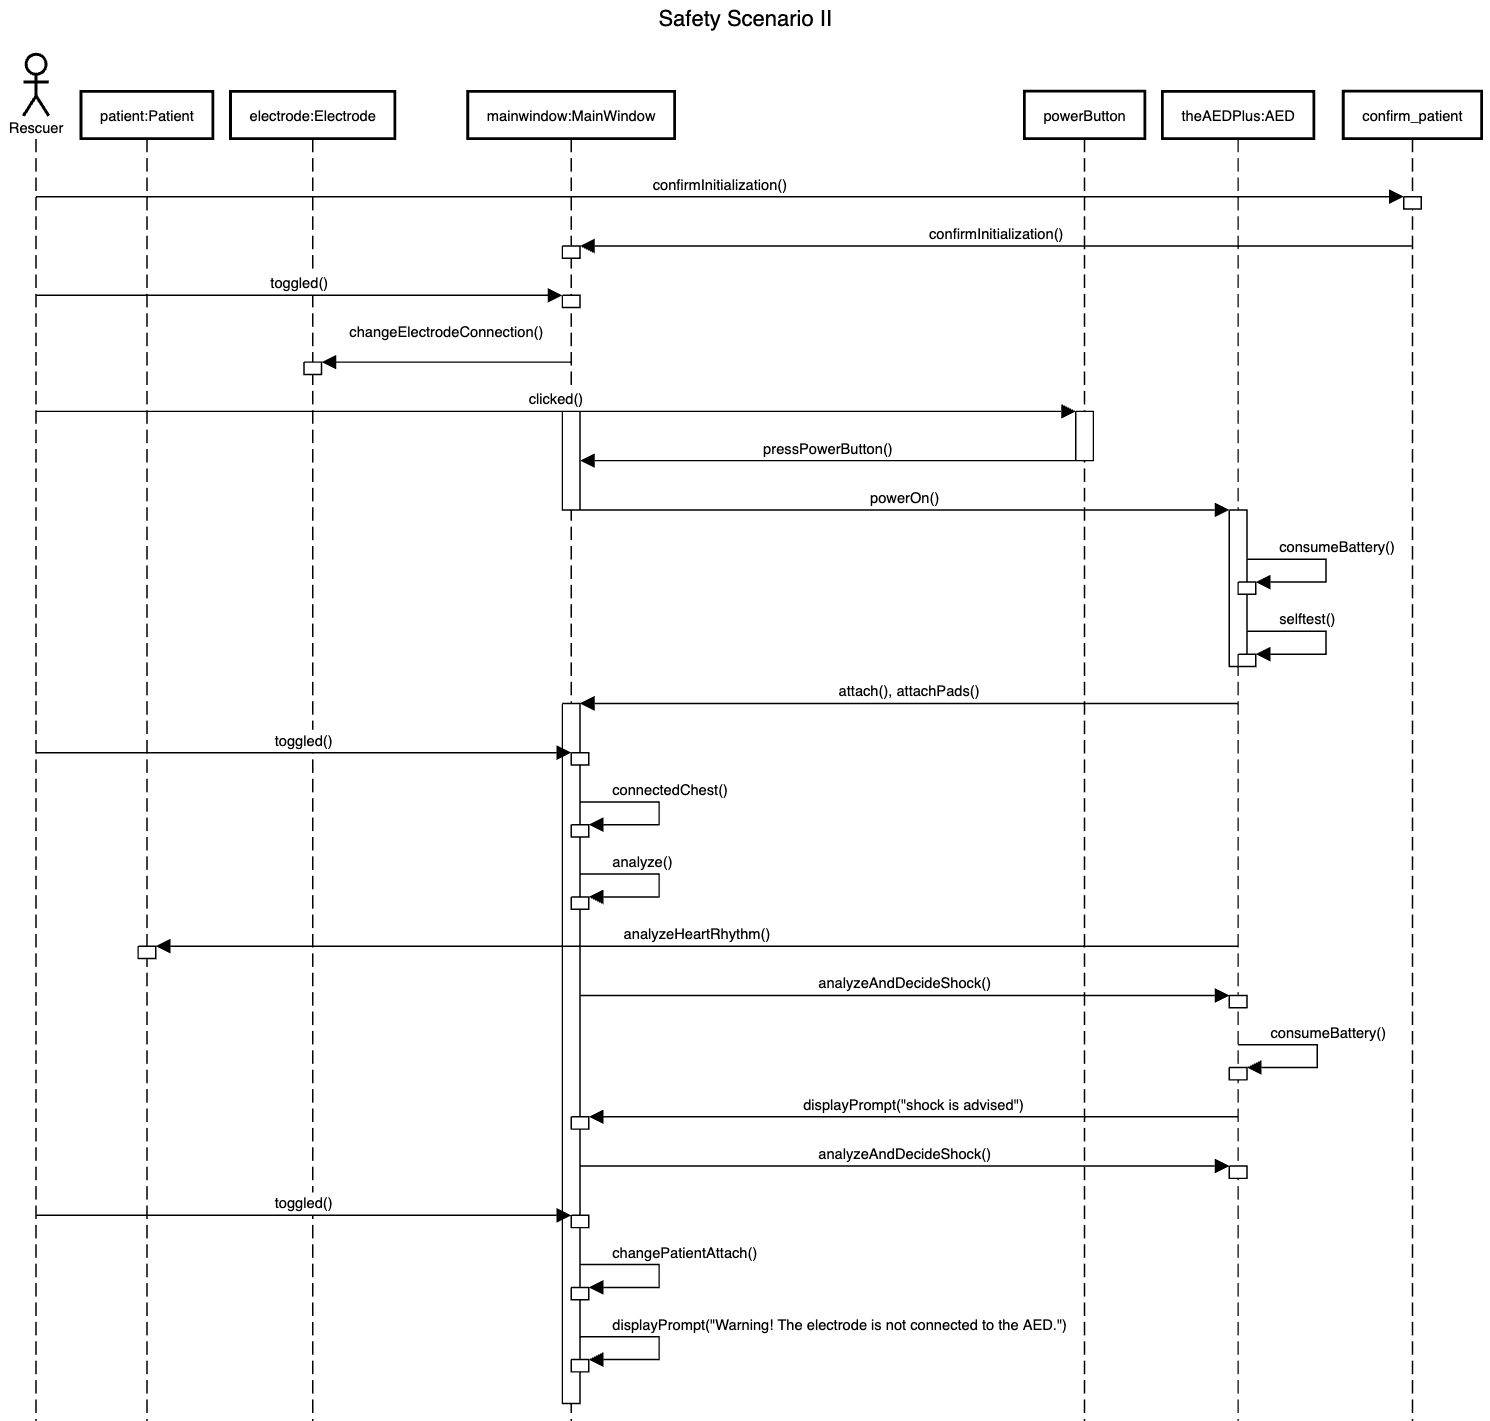 Safety Scenario II
Rescuer
patient:Patient
electrode:Electrode
mainwindow:MainWindow
powerButton
theAEDPlus:AED
confirm_patient
confirmInitialization()
confirmInitialization()
toggled()
changeElectrodeConnection()
clicked()
pressPowerButton()
powerOn()
consumeBattery()
selftest()
attach(), attachPads()
toggled()
connectedChest()
analyze()
analyzeHeartRhythm()
analyzeAndDecideShock()
consumeBattery()
displayPrompt("shock is advised")
analyzeAndDecideShock()
toggled()
changePatientAttach()
displayPrompt("Warning! The electrode is not connected to the AED.")